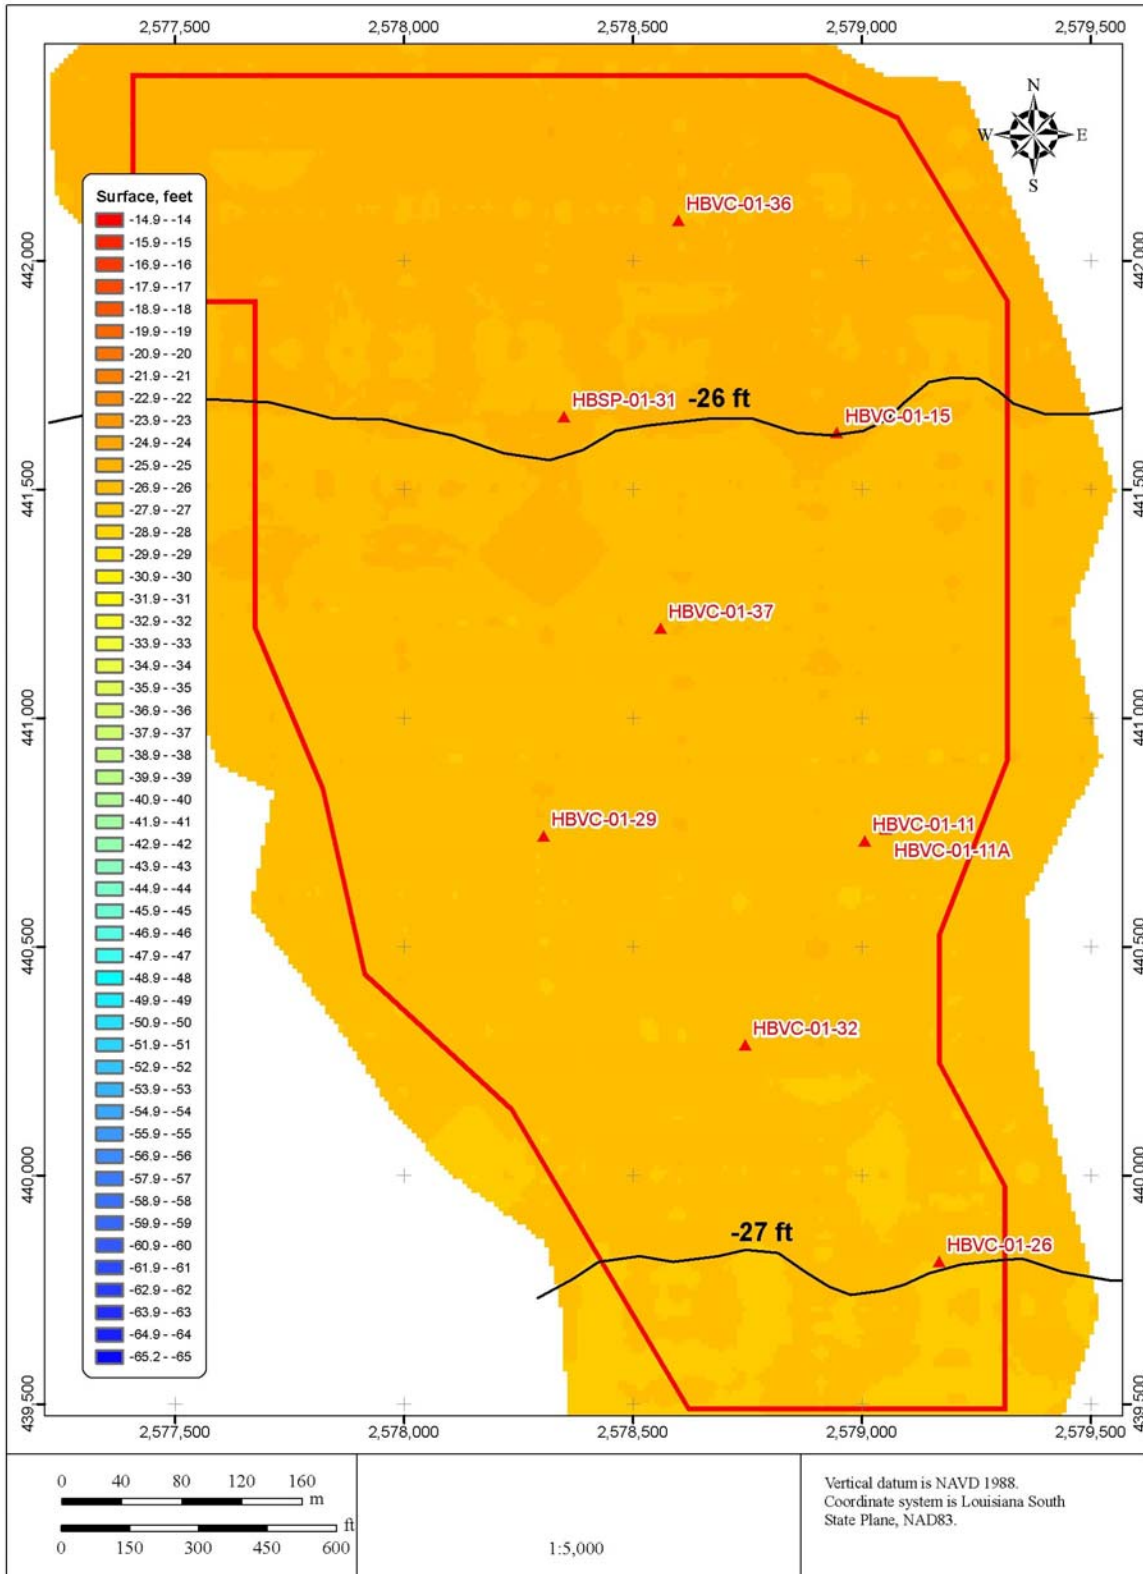 2,577,500
2,578,000
2,578,500
2,579,000
2,579,500
N
W
E
S
442,000
441,500
441,000
440,500
440,000
439,500
442,000
441,500
441,000
440,500
440,000
439,500
Surface, feet
-14.9 - -14
-15.9 - -15
-16.9 - -16
-17.9 - -17
-18.9 - -18
-19.9 - -19
-20.9 - -20
-21.9 - -21
-22.9 - -22
-23.9 - -23
-24.9 - -24
-25.9 - -25
-26.9 - -26
-27.9 - -27
-28.9 - -28
-29.9 - -29
-30.9 - -30
-31.9 - -31
-32.9 - -32
-33.9 - -33
-34.9 - -34
-35.9 - -35
-36.9 - -36
-37.9 - -37
-38.9 - -38
-39.9 - -39
-40.9 - -40
-41.9 - -41
-42.9 - -42
-43.9 - -43
-44.9 - -44
-45.9 - -45
-46.9 - -46
-47.9 - -47
-48.9 - -48
-49.9 - -49
-50.9 - -50
-51.9 - -51
-52.9 - -52
-53.9 - -53
-54.9 - -54
-55.9 - -55
-56.9 - -56
-57.9 - -57
-58.9 - -58
-59.9 - -59
-60.9 - -60
-61.9 - -61
-62.9 - -62
-63.9 - -63
-64.9 - -64
-65.2 - -65
HBVC-01-36
HBSP-01-31
-26 ft
HBVC-01-15
HBVC-01-37
HBVC-01-29
HBVC-01-11
HBVC-01-11A
HBVC-01-32
-27 ft
HBVC-01-26
2,577,500
2,578,000
2,578,500
2,579,000
2,579,500
0 40 80 120 160
m
ft
0 150 300 450 600
1:5,000
Vertical datum is NAVD 1988.
Coordinate system is Louisiana South
State Plane, NAD83.